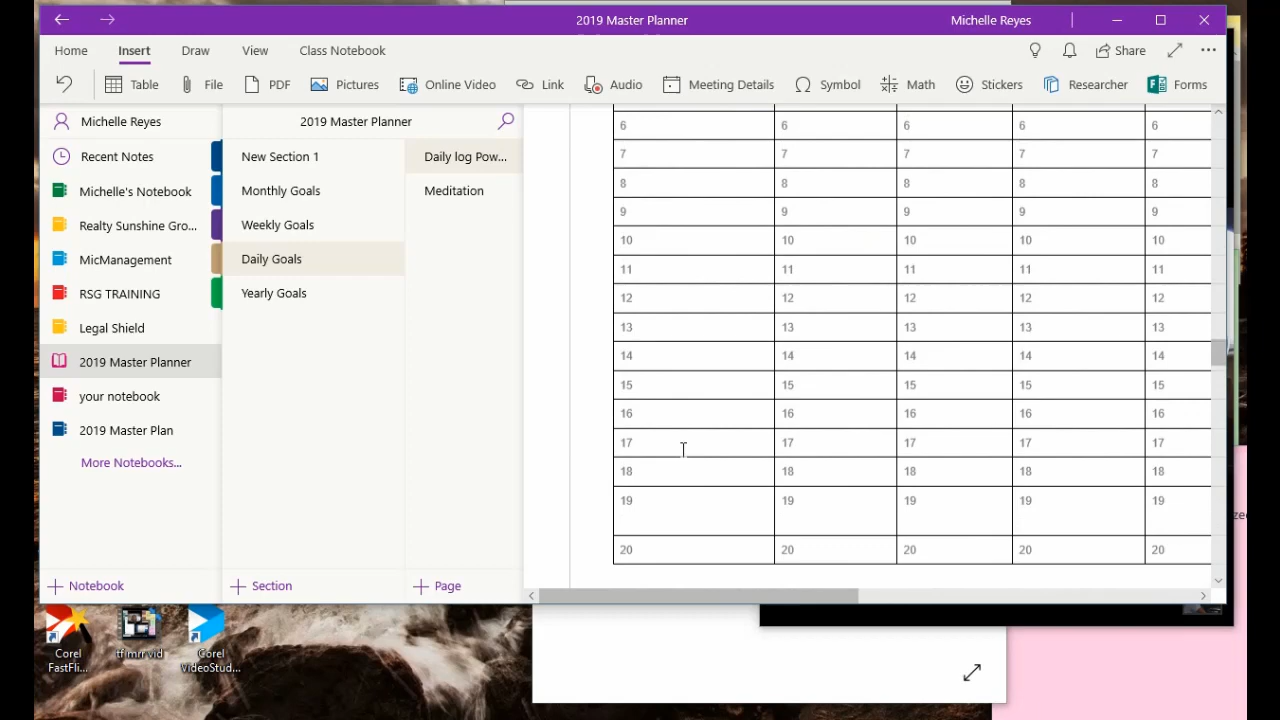 2019 Master Planner
Michelle Reyes
Home Insert Draw View Class Notebook Share
Table File PDF Pictures Online Video Link Audio Meeting Details Symbol Math Stickers Researcher Forms
Michelle Reyes
Recent Notes
Michelle's Notebook
Realty Sunshine Gro...
MicManagement
RSG TRAINING
Legal Shield
2019 Master Planner
your notebook
2019 Master Plan
More Notebooks...
Notebook
2019 Master Planner
New Section 1
Monthly Goals
Weekly Goals
Daily Goals
Yearly Goals
Section
Daily log Pow...
Meditation
Page
6 6 6 6 6
7 7 7 7 7
8 8 8 8 8
9 9 9 9 9
10 10 10 10 10
11 11 11 11 11
12 12 12 12 12
13 13 13 13 13
14 14 14 14 14
15 15 15 15 15
16 16 16 16 16
17 17 17 17 17
18 18 18 18 18
19 19 19 19 19
20 20 20 20 20
Corel
FastFli...
tf mrr vid
Corel
VideoStud...